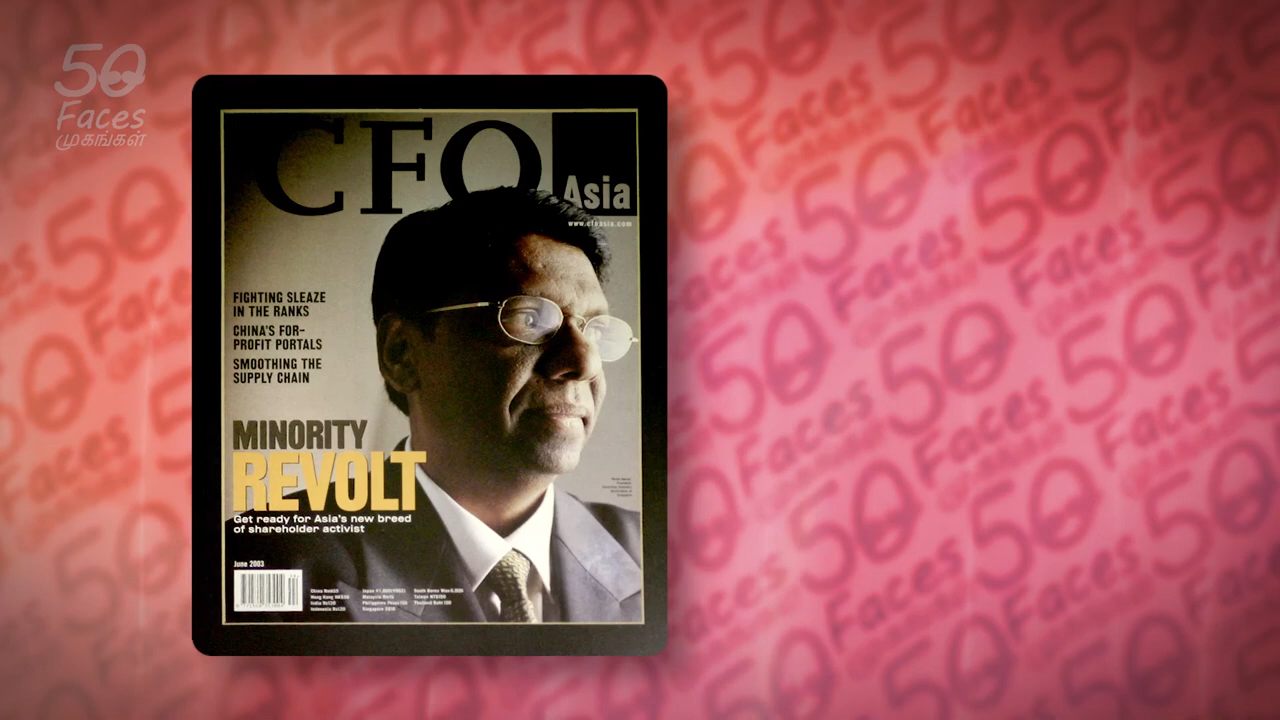 50
Faces
முகங்கள்
CFO
Asia
www.cfoasia.com
FIGHTING SLEAZE
IN THE RANKS
CHINA'S FOR-
PROFIT PORTALS
SMOOTHING THE
SUPPLY CHAIN
MINORITY
REVOLT
Get ready for Asia's new breed
of shareholder activist
June 2003